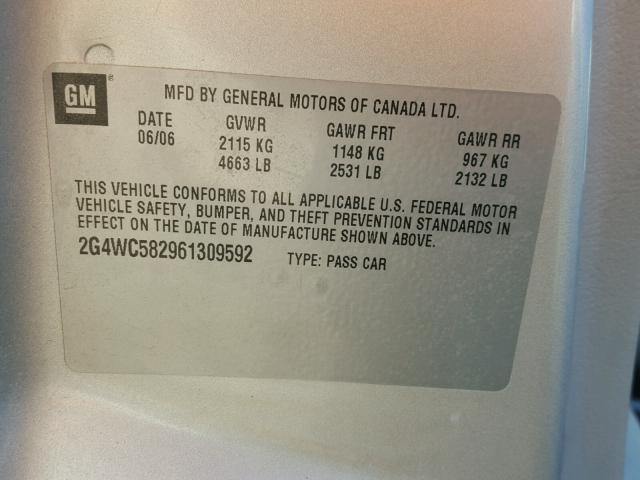 GM ®
MFD BY GENERAL MOTORS OF CANADA LTD.
DATE GVWR GAWR FRT GAWR RR
06/06 2115 KG 1148 KG 967 KG
4663 LB 2531 LB 2132 LB
THIS VEHICLE CONFORMS TO ALL APPLICABLE U.S. FEDERAL MOTOR
VEHICLE SAFETY, BUMPER, AND THEFT PREVENTION STANDARDS IN
EFFECT ON THE DATE OF MANUFACTURE SHOWN ABOVE.
2G4WC582961309592 TYPE: PASS CAR